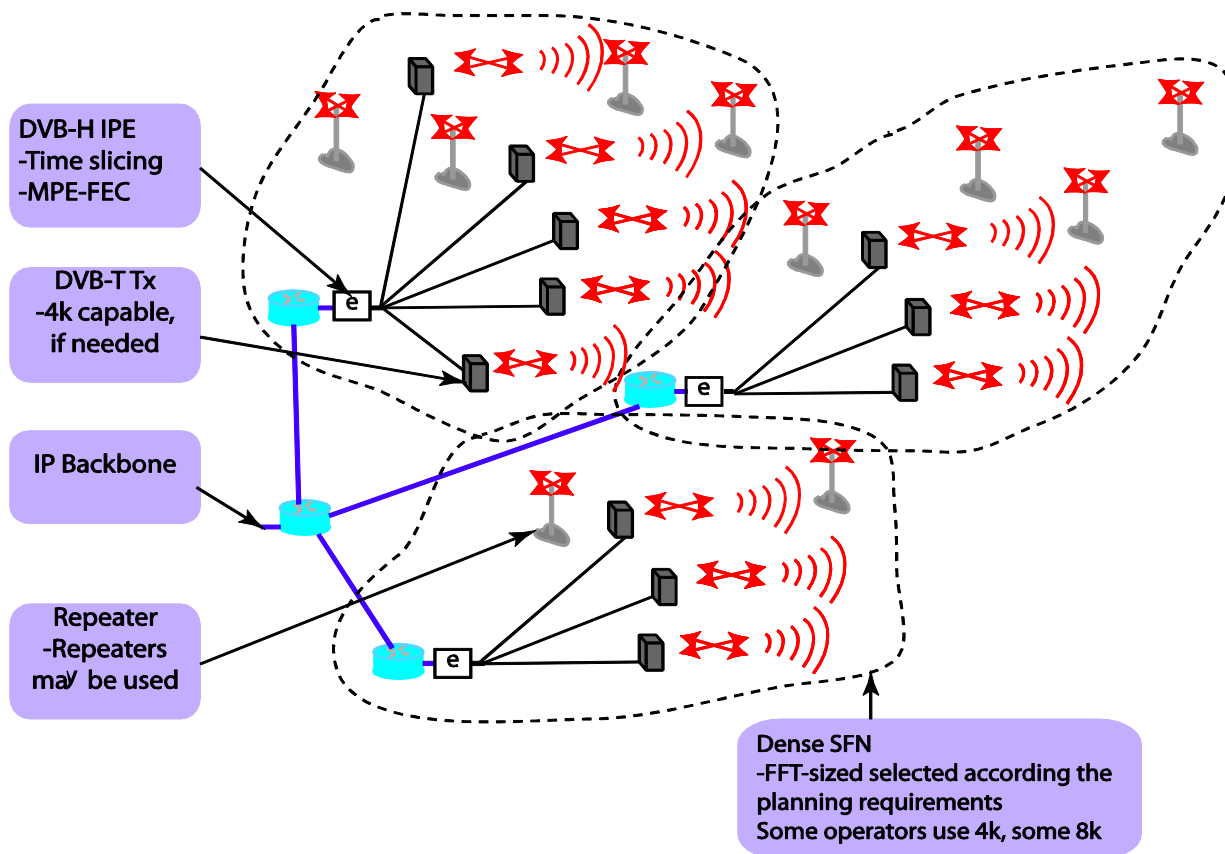 DVB-H IPE
-Time slicing
-MPE-FEC
e
DVB-T Tx
-4k capable,
if needed
e
IP Backbone
Repeater
-Repeaters
may be used
e
Dense SFN
-FFT-sized selected according the
planning requirements
Some operators use 4k, some 8k